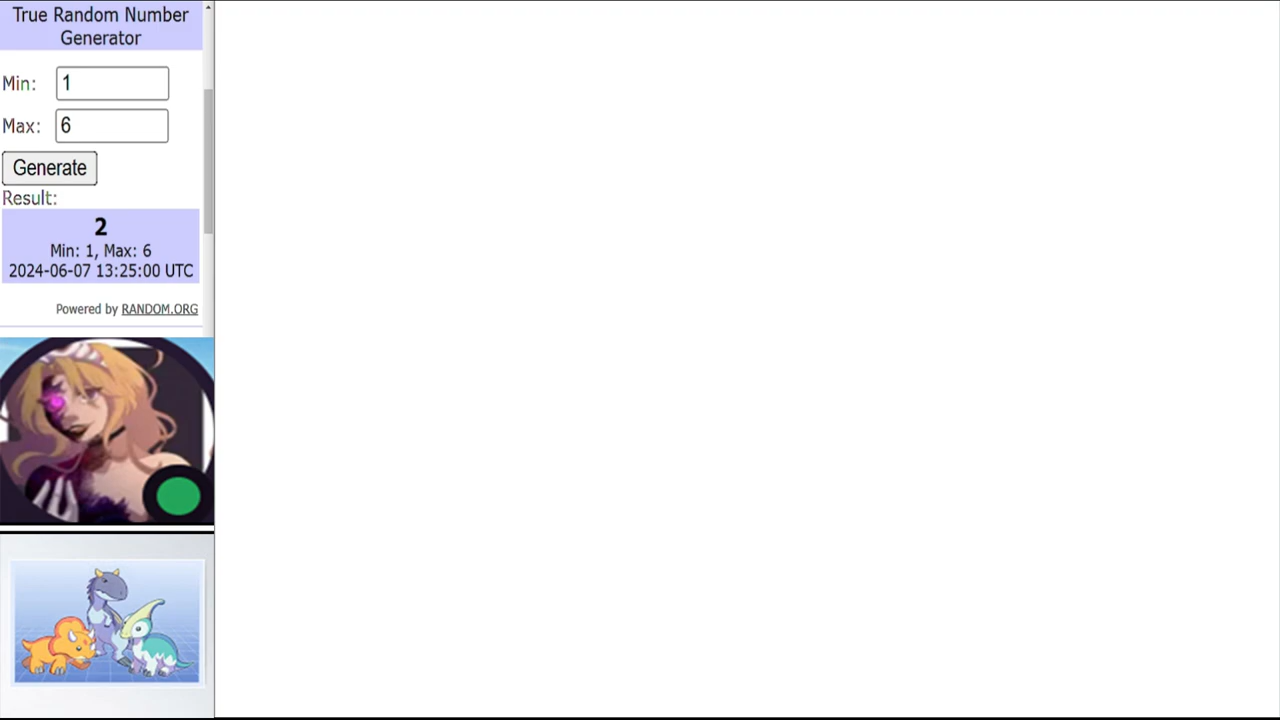 True Random Number
Generator
Min: 1
Max: 6
Generate
Result:
2
Min: 1, Max: 6
2024-06-07 13:25:00 UTC
Powered by RANDOM.ORG